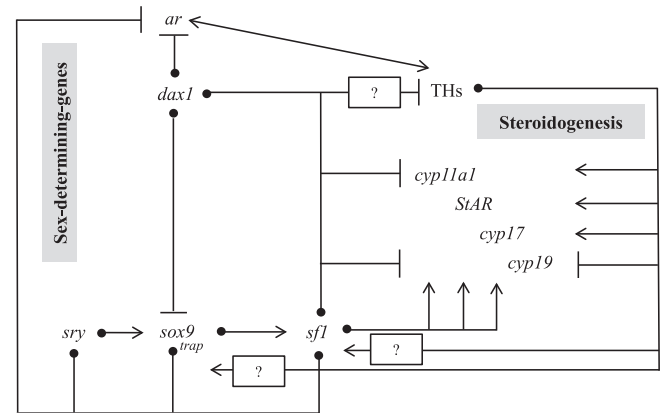 ar
Sex-determining-genes
dax1
?
THs
Steroidogenesis
cyp11a1
StAR
cyp17
cyp19
sry
sox9
trap
sf1
?
?